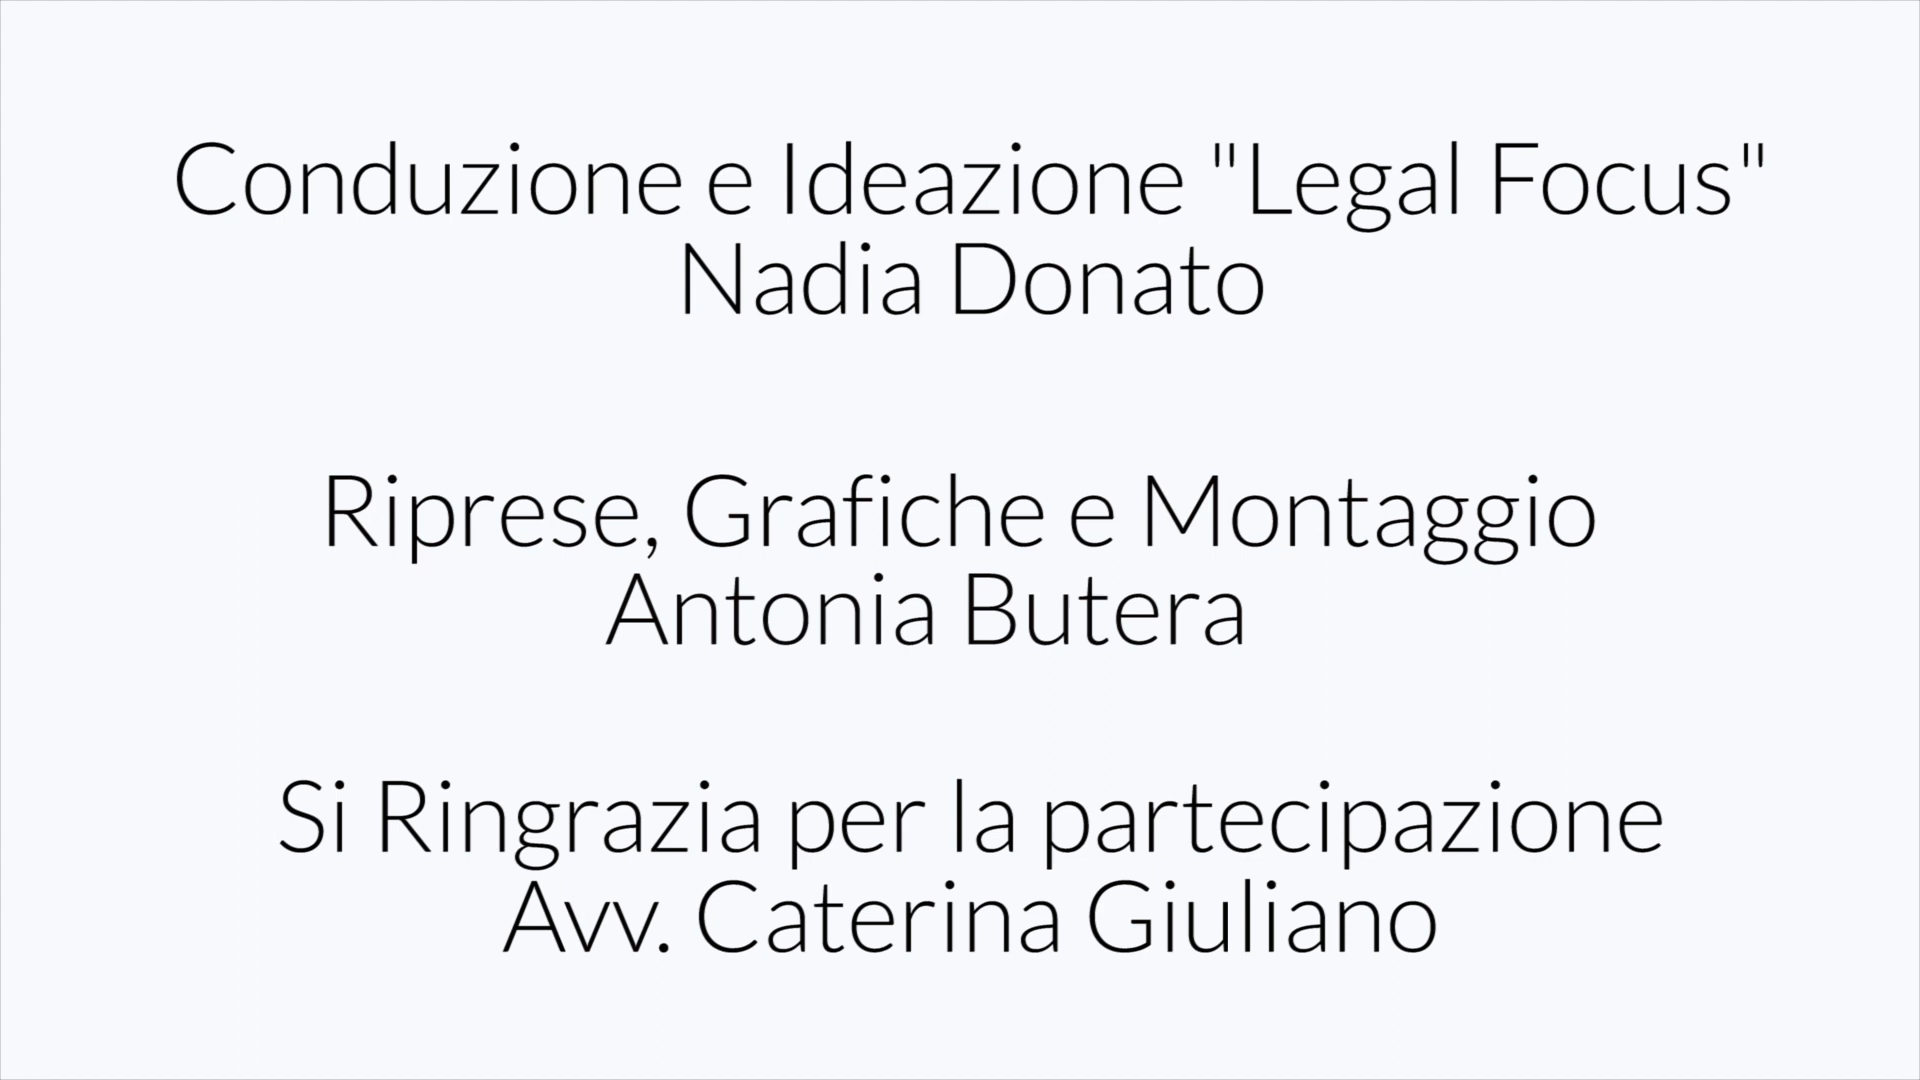 Conduzione e Ideazione "Legal Focus"
Nadia Donato
Riprese, Grafiche e Montaggio
Antonia Butera
Si Ringrazia per la partecipazione
Avv. Caterina Giuliano